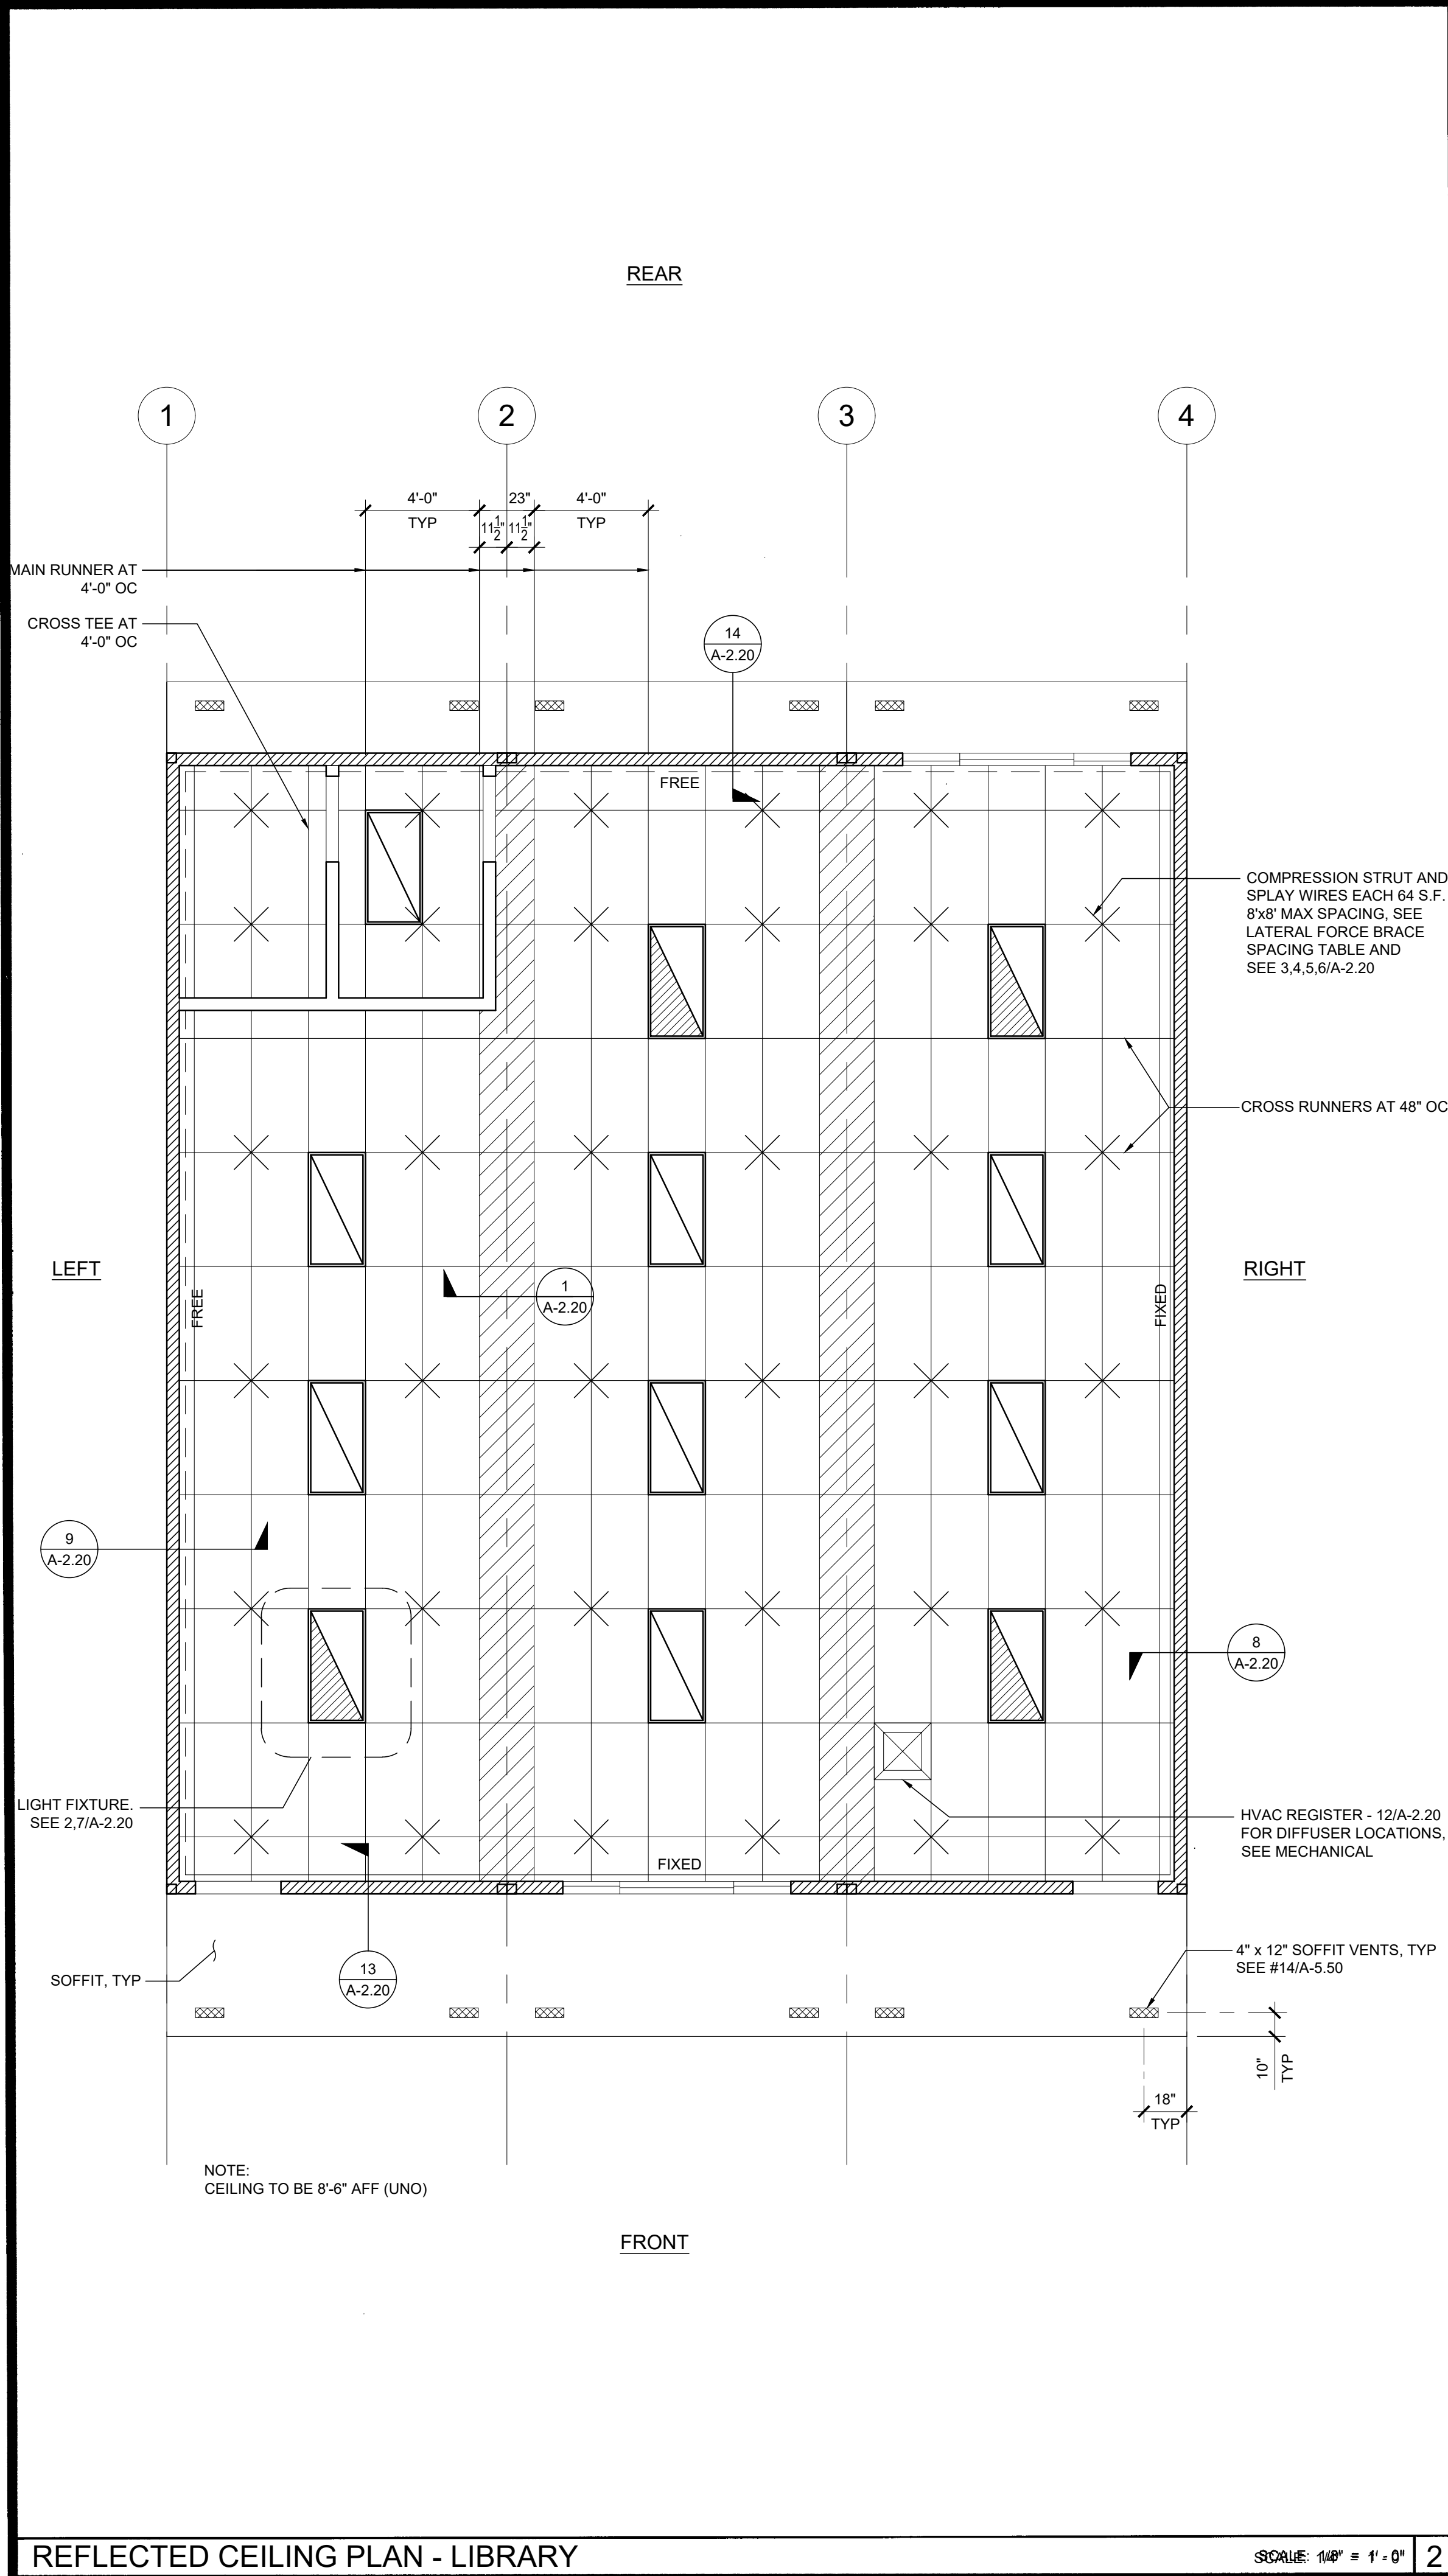 REAR
1
2
3
4
4'-0"
23"
4'-0"
TYP
TYP
11 1/2"
11 1/2"
MAIN RUNNER AT
4'-0" OC
CROSS TEE AT
4'-0" OC
14
A-2.20
FREE
COMPRESSION STRUT AND
SPLAY WIRES EACH 64 S.F.
8'x8' MAX SPACING, SEE
LATERAL FORCE BRACE
SPACING TABLE AND
SEE 3,4,5,6/A-2.20
CROSS RUNNERS AT 48" OC
LEFT
RIGHT
FREE
1
A-2.20
FIXED
9
A-2.20
8
A-2.20
LIGHT FIXTURE.
SEE 2,7/A-2.20
HVAC REGISTER - 12/A-2.20
FOR DIFFUSER LOCATIONS,
SEE MECHANICAL
FIXED
SOFFIT, TYP
13
A-2.20
4" x 12" SOFFIT VENTS, TYP
SEE #14/A-5.50
10"
TYP
18"
TYP
NOTE:
CEILING TO BE 8'-6" AFF (UNO)
FRONT
REFLECTED CEILING PLAN - LIBRARY
SCALE:
2